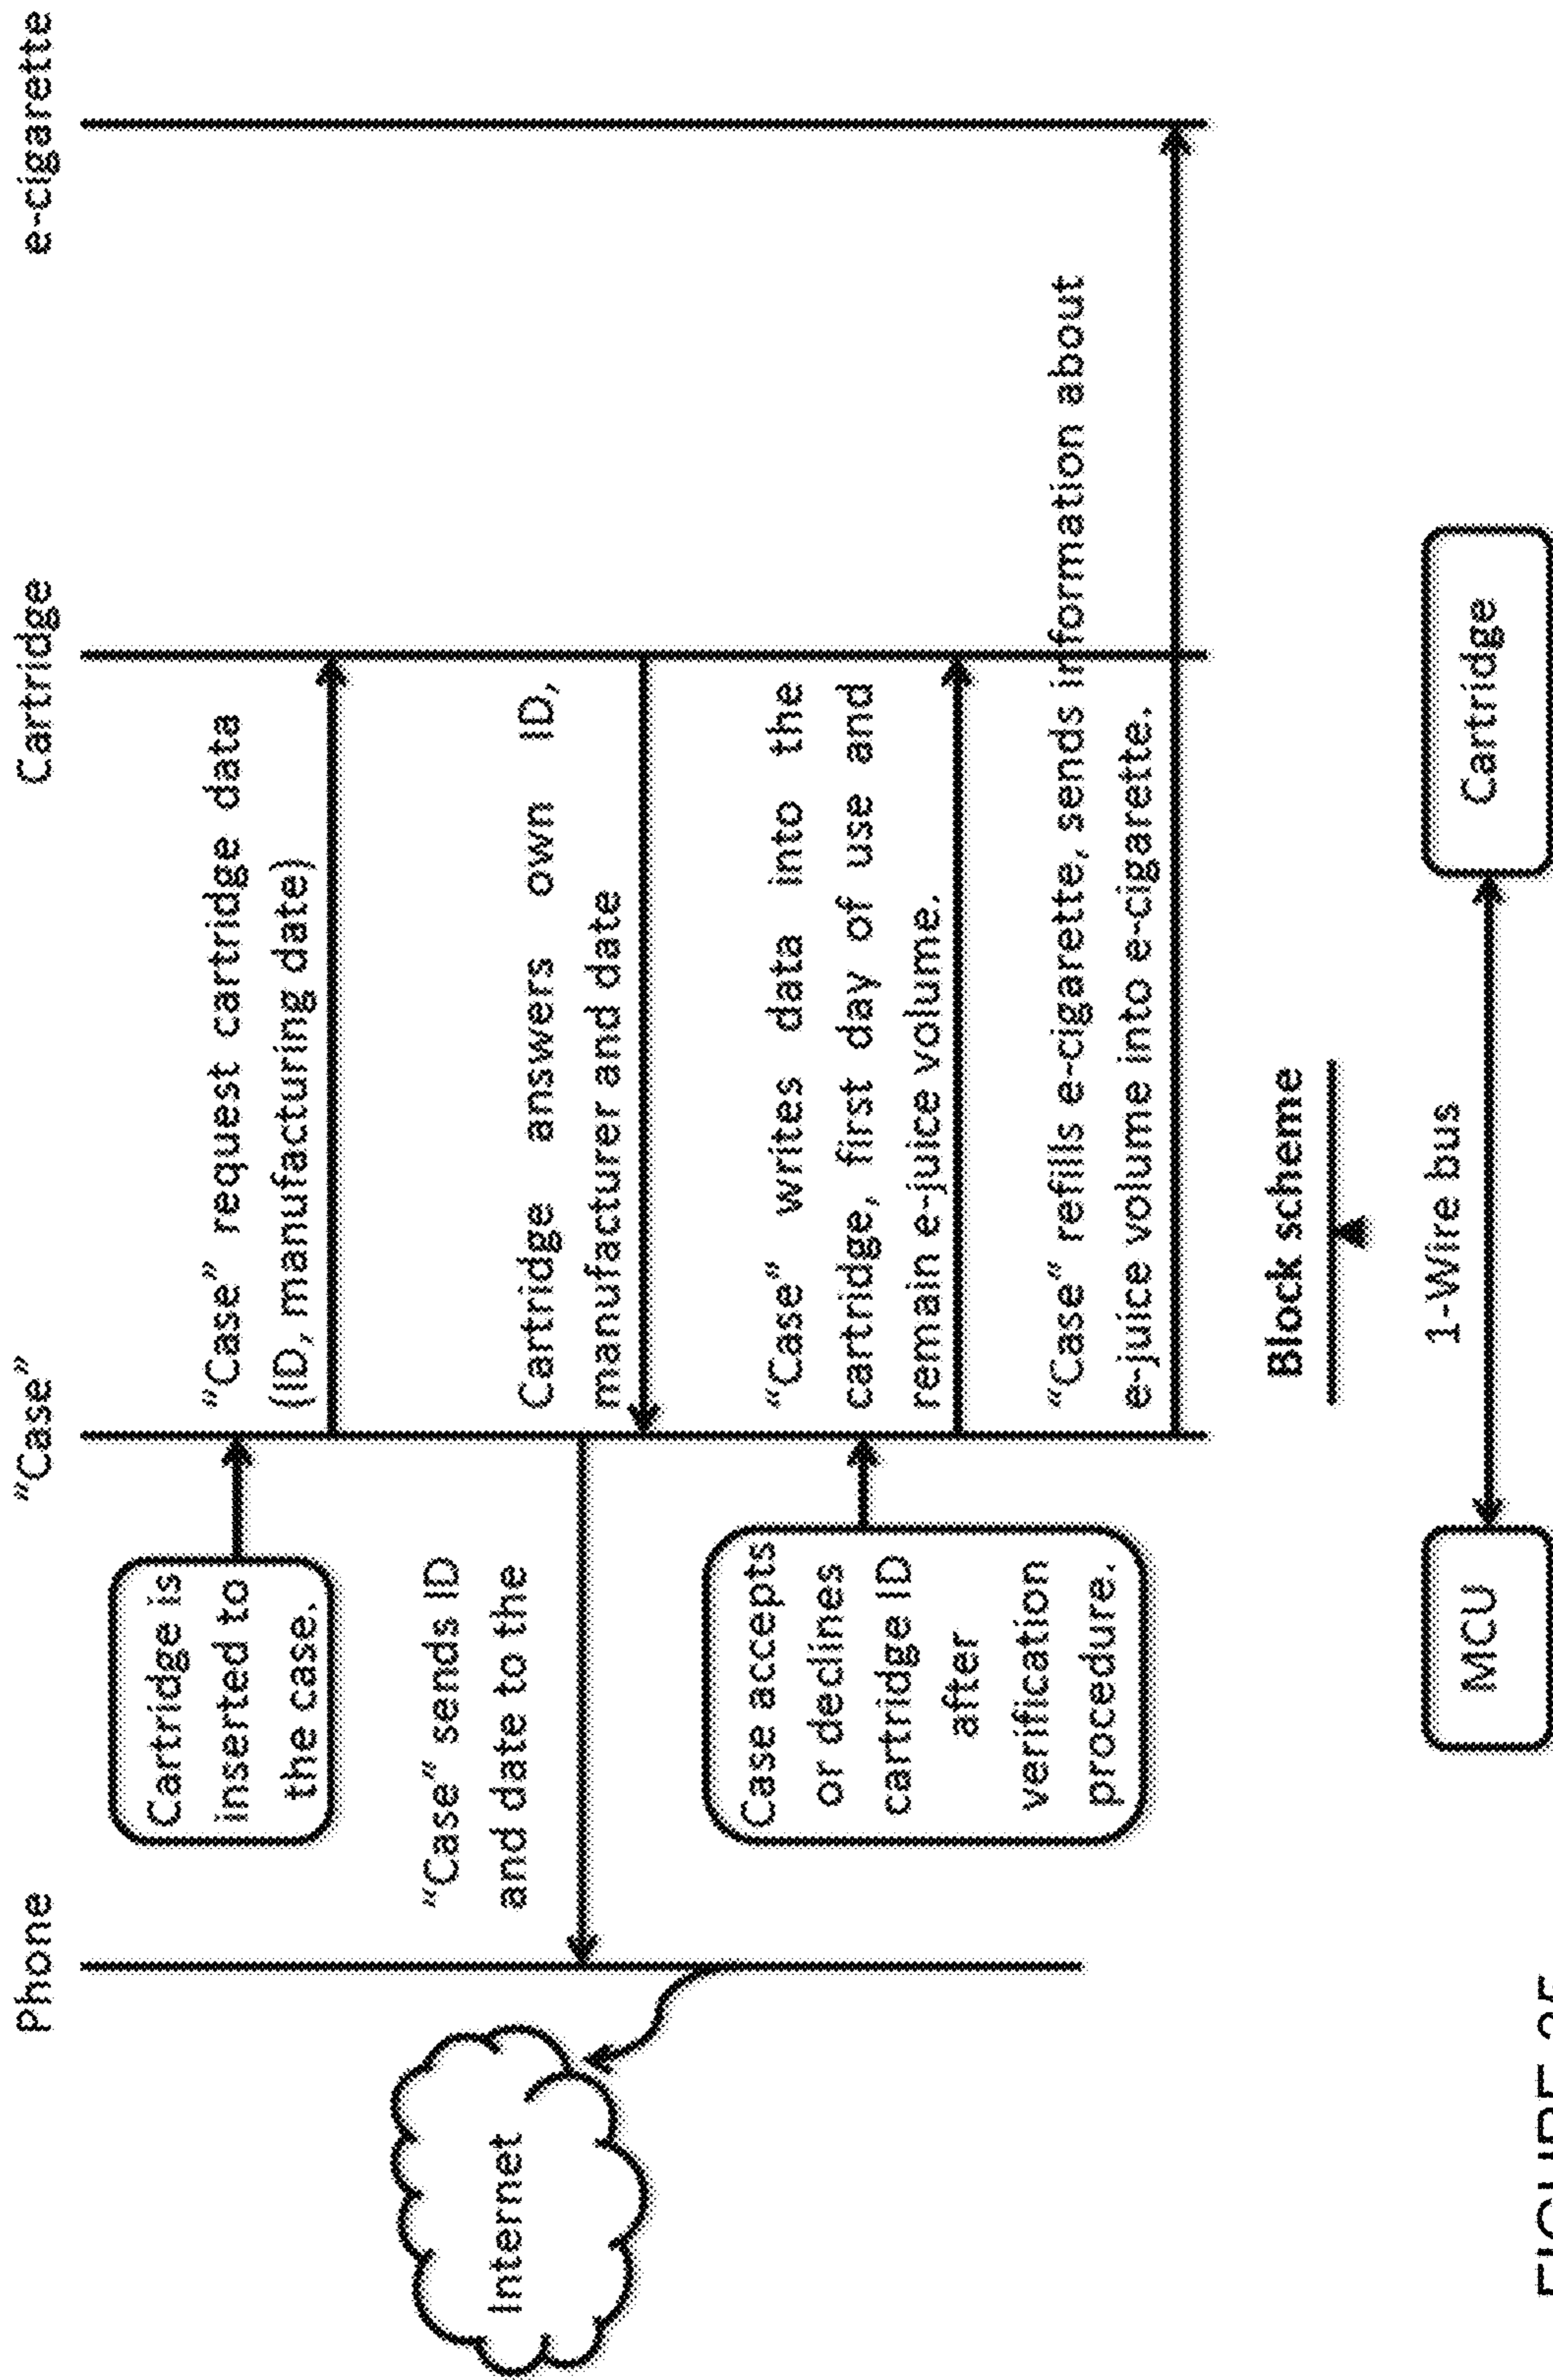 Phone
"Case"
Cartridge
e-cigarette
Cartridge is
inserted to
the case.
"Case" request cartridge data
(ID, manufacturing date)
Internet
"Case" sends ID
and date to the
Cartridge answers own ID,
manufacturer and date
Case accepts
or declines
cartridge ID
after
verification
procedure.
"Case" writes data into the
cartridge, first day of use and
remain e-juice volume.
"Case" refills e-cigarette, sends information about
e-juice volume into e-cigarette.
Block scheme
MCU
1-Wire bus
Cartridge
FIGURE